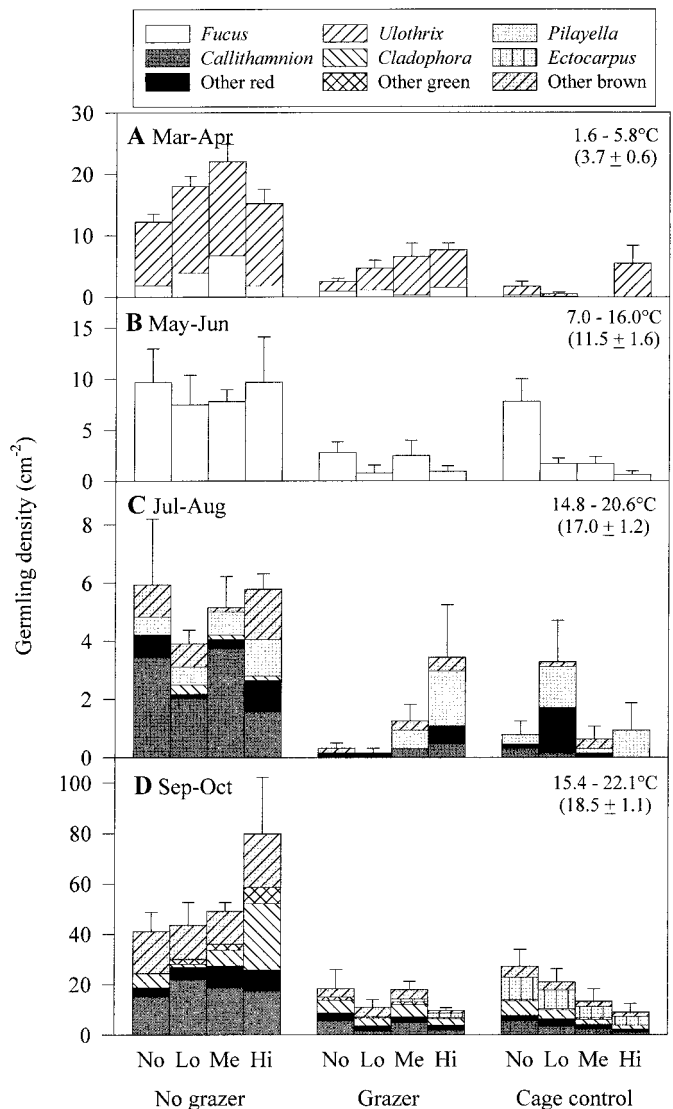 Fucus Ulothrix Pilayella
Callithamnion Cladophora Ectocarpus
Other red Other green Other brown
30
A Mar-Apr
1.6 - 5.8°C
(3.7 ± 0.6)
20
10
0
B May-Jun
7.0 - 16.0°C
(11.5 ± 1.6)
15
10
5
0
C Jul-Aug
14.8 - 20.6°C
(17.0 ± 1.2)
8
6
4
2
0
D Sep-Oct
15.4 - 22.1°C
(18.5 ± 1.1)
100
80
60
40
20
0
Germling density (cm-2)
No Lo Me Hi No Lo Me Hi No Lo Me Hi
No grazer Grazer Cage control